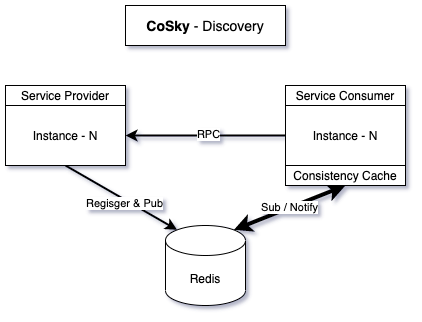 CoSky - Discovery
Service Provider
Service Consumer
Instance - N
RPC
Instance - N
Consistency Cache
Regisger & Pub
Sub / Notify
Redis